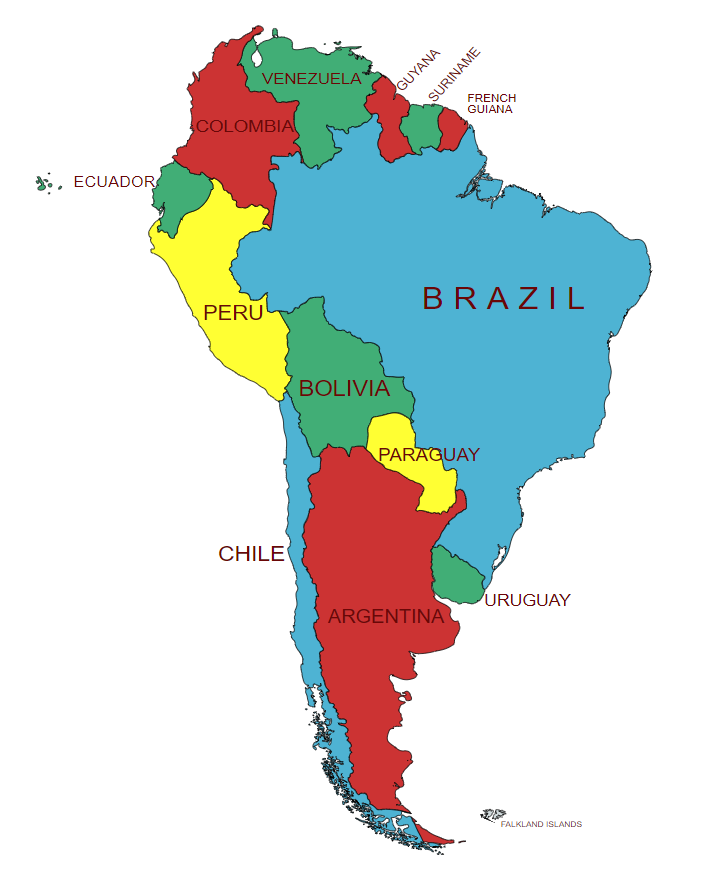 VENEZUELA
GUYANA
SURINAME
FRENCH
GUIANA
COLOMBIA
ECUADOR
BRAZIL
PERU
BOLIVIA
PARAGUAY
CHILE
URUGUAY
ARGENTINA
FALKLAND ISLANDS